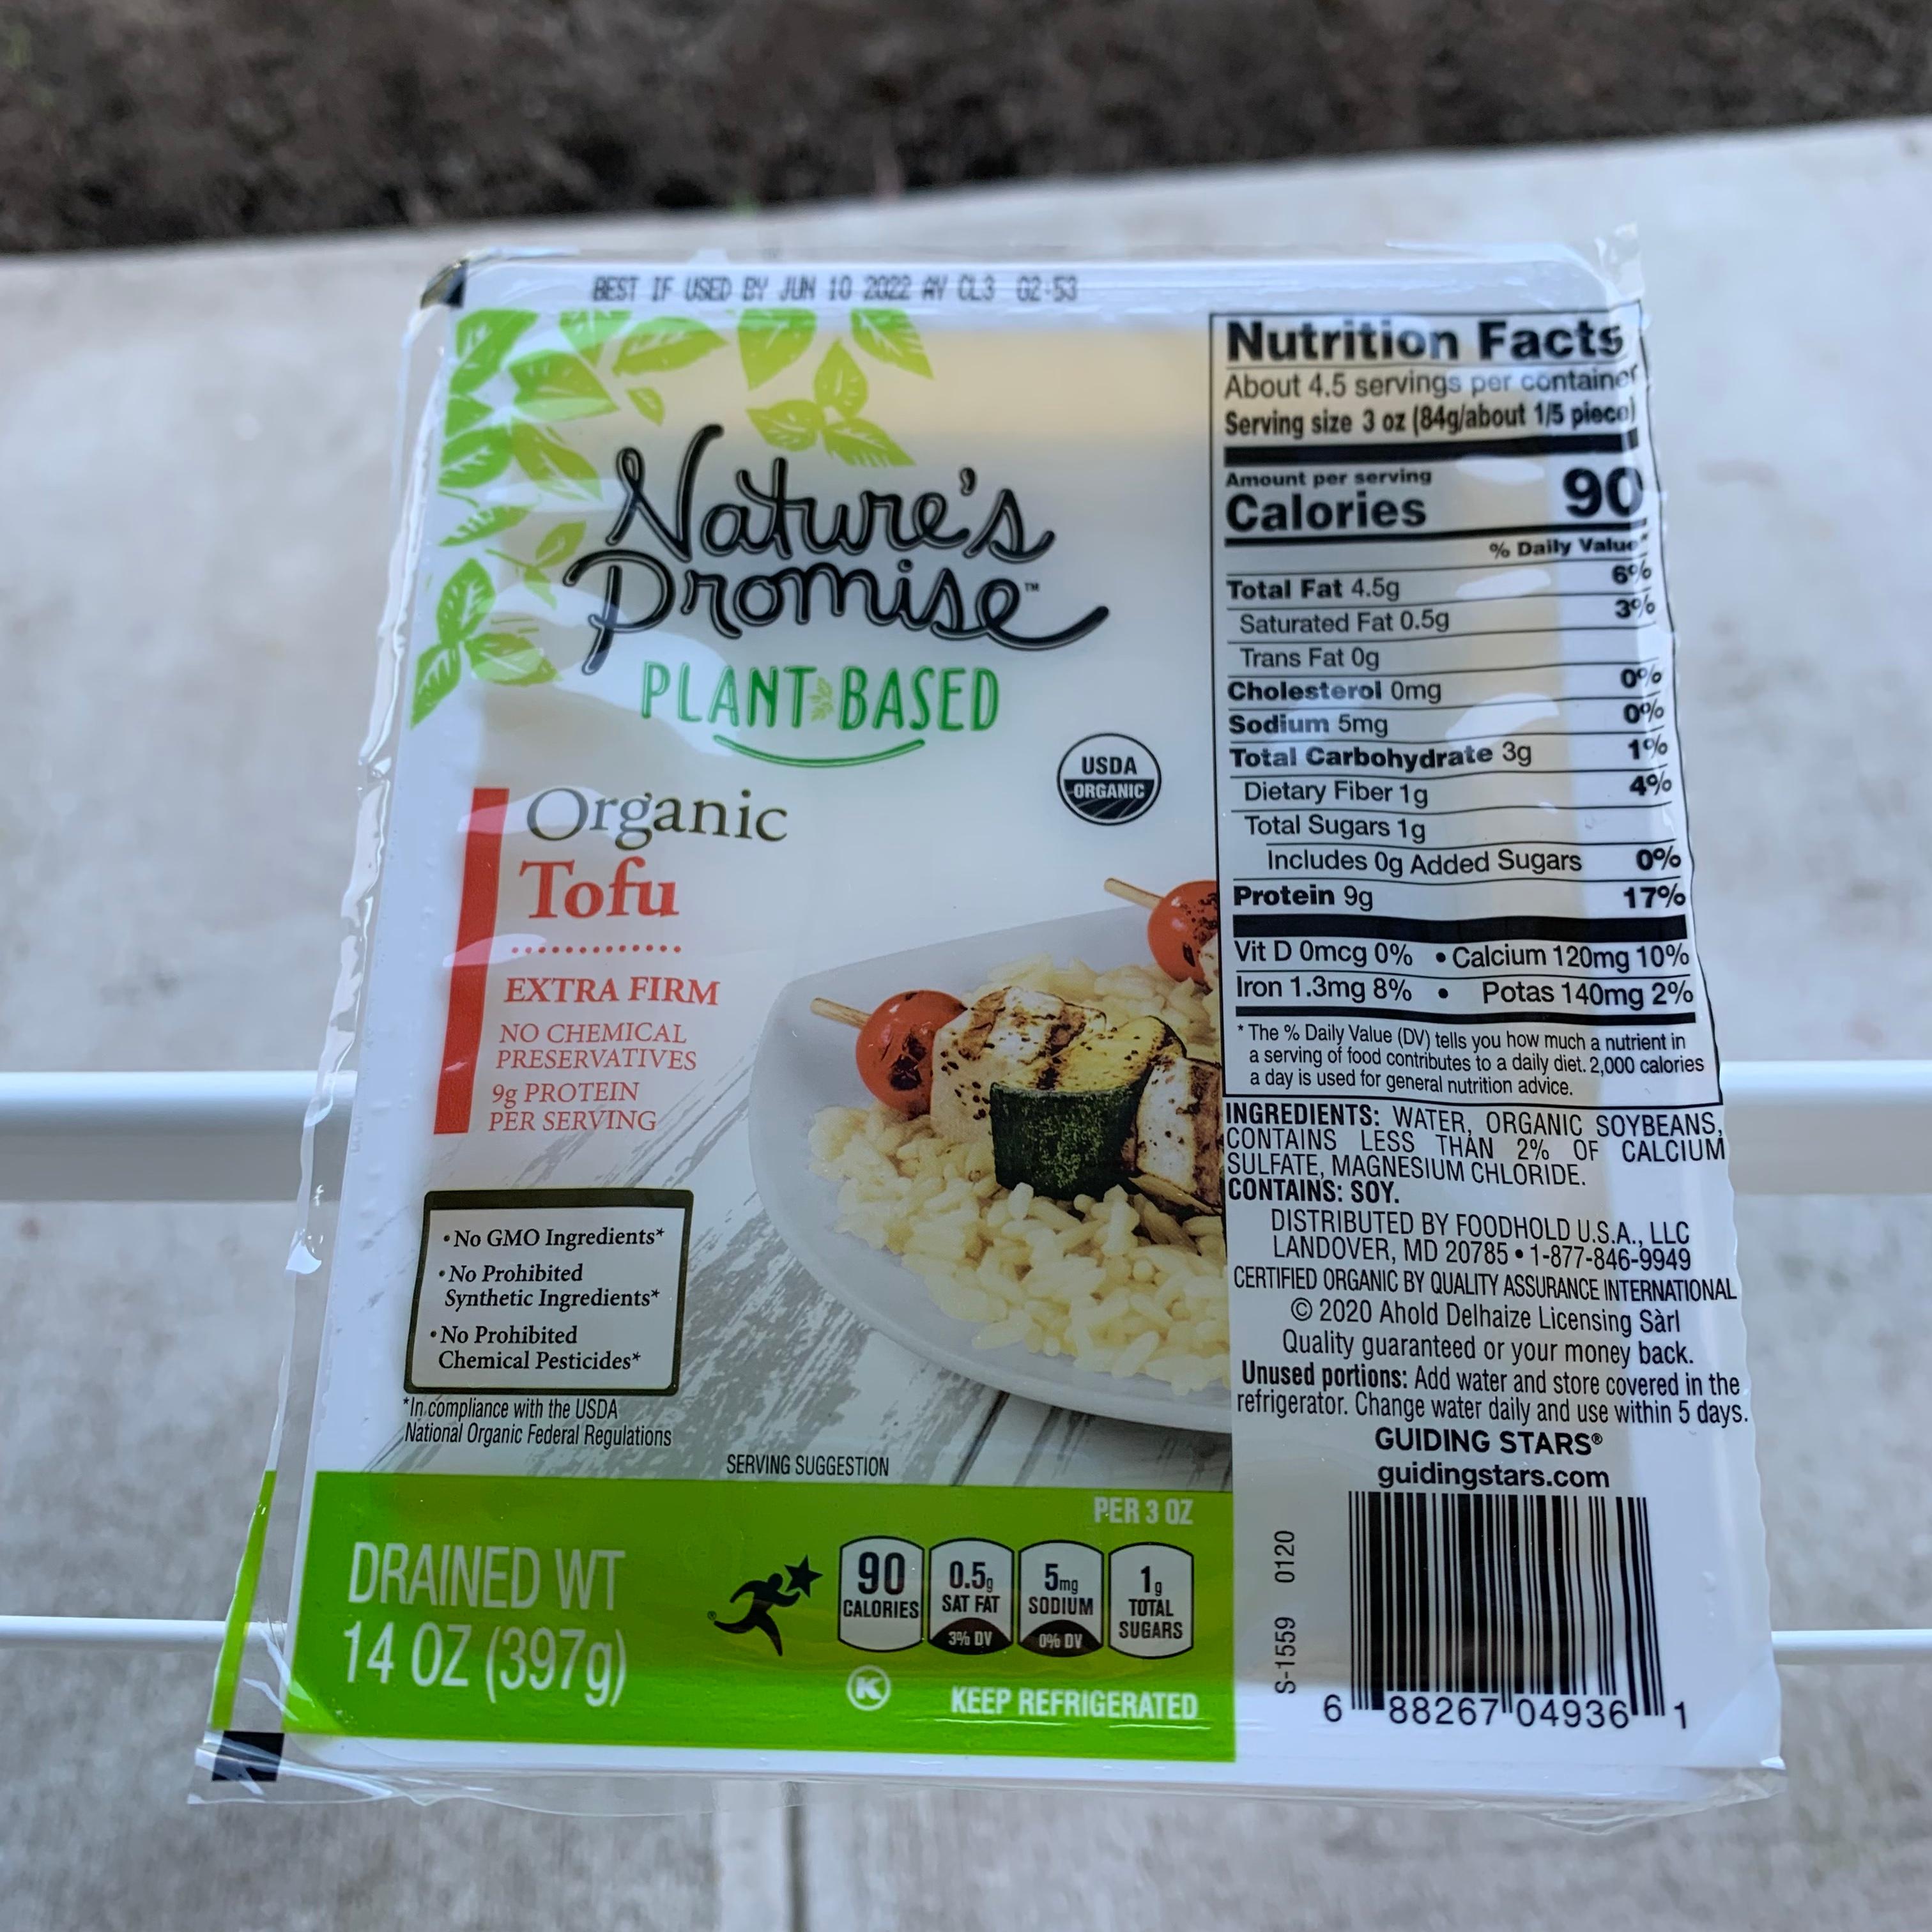 BEST IF USED BY JUN 10 2022 AY CL3 G2-53
Nature's
Promise™
PLANT BASED
USDA
ORGANIC
Organic
Tofu
EXTRA FIRM
NO CHEMICAL
PRESERVATIVES
9g PROTEIN
PER SERVING
• No GMO Ingredients*
• No Prohibited
Synthetic Ingredients*
• No Prohibited
Chemical Pesticides*
*In compliance with the USDA
National Organic Federal Regulations
SERVING SUGGESTION
DRAINED WT
14 OZ (397g)
PER 3 OZ
90 CALORIES
0.5g SAT FAT 3% DV
5mg SODIUM 0% DV
1g TOTAL SUGARS
K
KEEP REFRIGERATED
Nutrition Facts
About 4.5 servings per container
Serving size 3 oz (84g/about 1/5 piece)
Amount per serving
Calories 90
% Daily Value*
Total Fat 4.5g 6%
Saturated Fat 0.5g 3%
Trans Fat 0g
Cholesterol 0mg 0%
Sodium 5mg 0%
Total Carbohydrate 3g 1%
Dietary Fiber 1g 4%
Total Sugars 1g
Includes 0g Added Sugars 0%
Protein 9g 17%
Vit D 0mcg 0% • Calcium 120mg 10%
Iron 1.3mg 8% • Potas 140mg 2%
* The % Daily Value (DV) tells you how much a nutrient in
a serving of food contributes to a daily diet. 2,000 calories
a day is used for general nutrition advice.
INGREDIENTS: WATER, ORGANIC SOYBEANS,
CONTAINS LESS THAN 2% OF CALCIUM
SULFATE, MAGNESIUM CHLORIDE.
CONTAINS: SOY.
DISTRIBUTED BY FOODHOLD U.S.A., LLC
LANDOVER, MD 20785 • 1-877-846-9949
CERTIFIED ORGANIC BY QUALITY ASSURANCE INTERNATIONAL
© 2020 Ahold Delhaize Licensing Sàrl
Quality guaranteed or your money back.
Unused portions: Add water and store covered in the
refrigerator. Change water daily and use within 5 days.
GUIDING STARS®
guidingstars.com
S-1559 0120
6 88267 04936 1